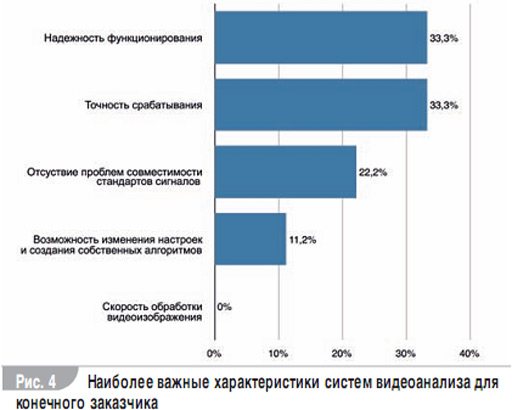 Надежность функционирования
33,3%
Точность срабатывания
33,3%
Отсуствие проблем совместимости
стандартов сигналов
22,2%
Возможность изменения настроек
и создания собственных алгоритмов
11,2%
Скорость обработки
видеоизображения
0%
0% 10% 20% 30% 40%
Рис. 4 Наиболее важные характеристики систем видеоанализа для
конечного заказчика